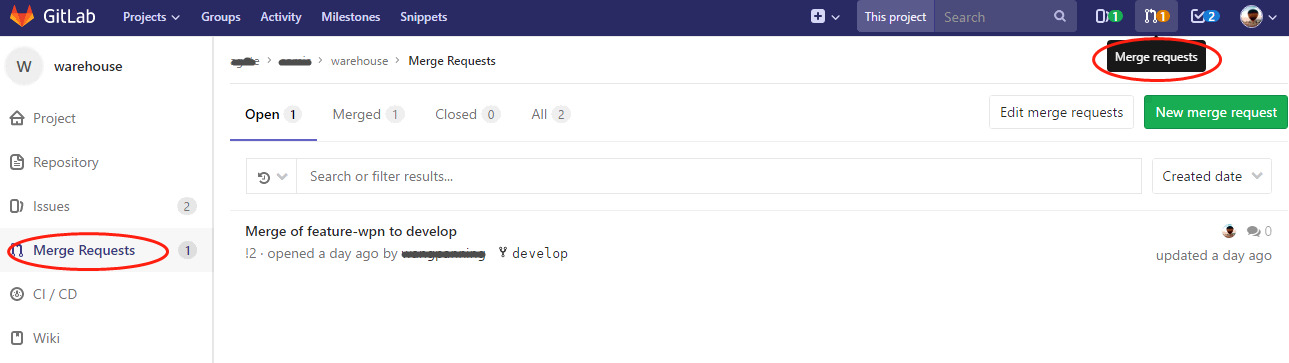 GitLab Projects Groups Activity Milestones Snippets This project Search 1 1 2
Merge requests
W warehouse
warehouse > Merge Requests
Open 1 Merged 1 Closed 0 All 2 Edit merge requests New merge request
Project
Repository
Issues 2
Merge Requests 1
CI / CD
Wiki
Search or filter results... Created date
Merge of feature-wpn to develop 0
!2 · opened a day ago by develop updated a day ago